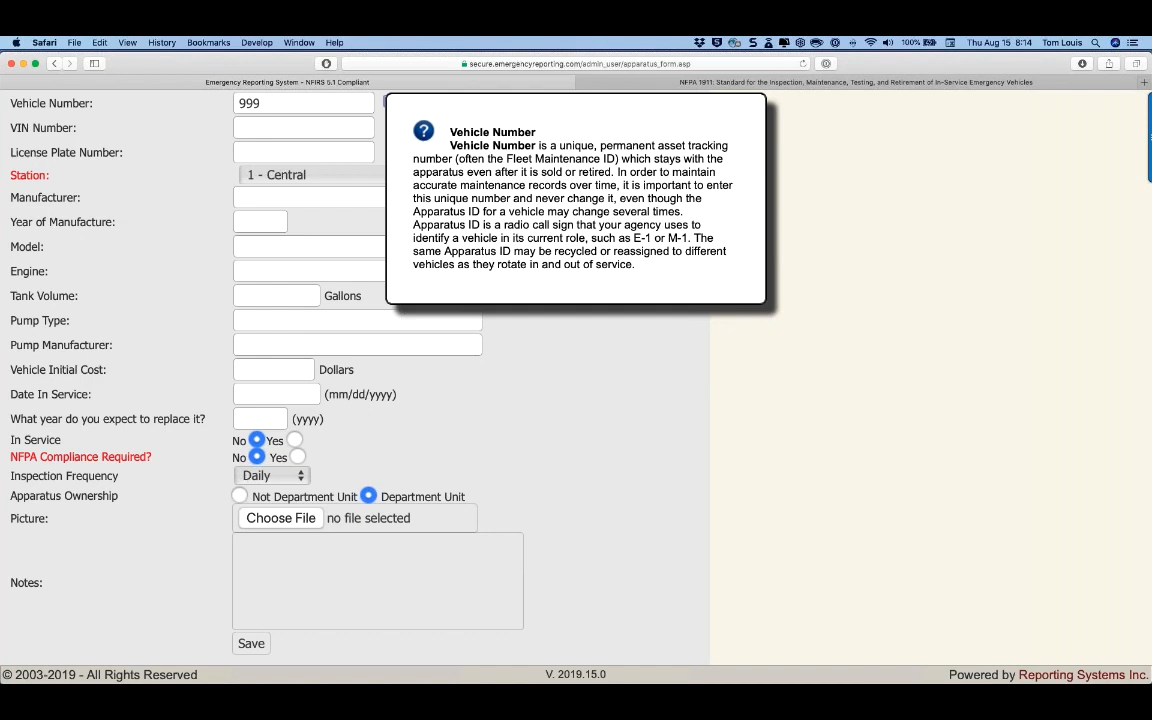 Safari File Edit View History Bookmarks Develop Window Help 100% Thu Aug 15 8:14 Tom Louis
secure.emergencyreporting.com/admin_user/apparatus_form.asp
Emergency Reporting System - NFIRS 5.1 Compliant
NFPA 1911: Standard for the Inspection, Maintenance, Testing, and Retirement of In-Service Emergency Vehicles
Vehicle Number: 999
VIN Number:
License Plate Number:
Station: 1 - Central
Manufacturer:
Year of Manufacture:
Model:
Engine:
Tank Volume: Gallons
Pump Type:
Pump Manufacturer:
Vehicle Initial Cost: Dollars
Date In Service: (mm/dd/yyyy)
What year do you expect to replace it? (yyyy)
In Service No Yes
NFPA Compliance Required? No Yes
Inspection Frequency Daily
Apparatus Ownership Not Department Unit Department Unit
Picture: Choose File no file selected
Notes:
Save
?
Vehicle Number
Vehicle Number is a unique, permanent asset tracking
number (often the Fleet Maintenance ID) which stays with the
apparatus even after it is sold or retired. In order to maintain
accurate maintenance records over time, it is important to enter
this unique number and never change it, even though the
Apparatus ID for a vehicle may change several times.
Apparatus ID is a radio call sign that your agency uses to
identify a vehicle in its current role, such as E-1 or M-1. The
same Apparatus ID may be recycled or reassigned to different
vehicles as they rotate in and out of service.
© 2003-2019 - All Rights Reserved V. 2019.15.0 Powered by Reporting Systems Inc.